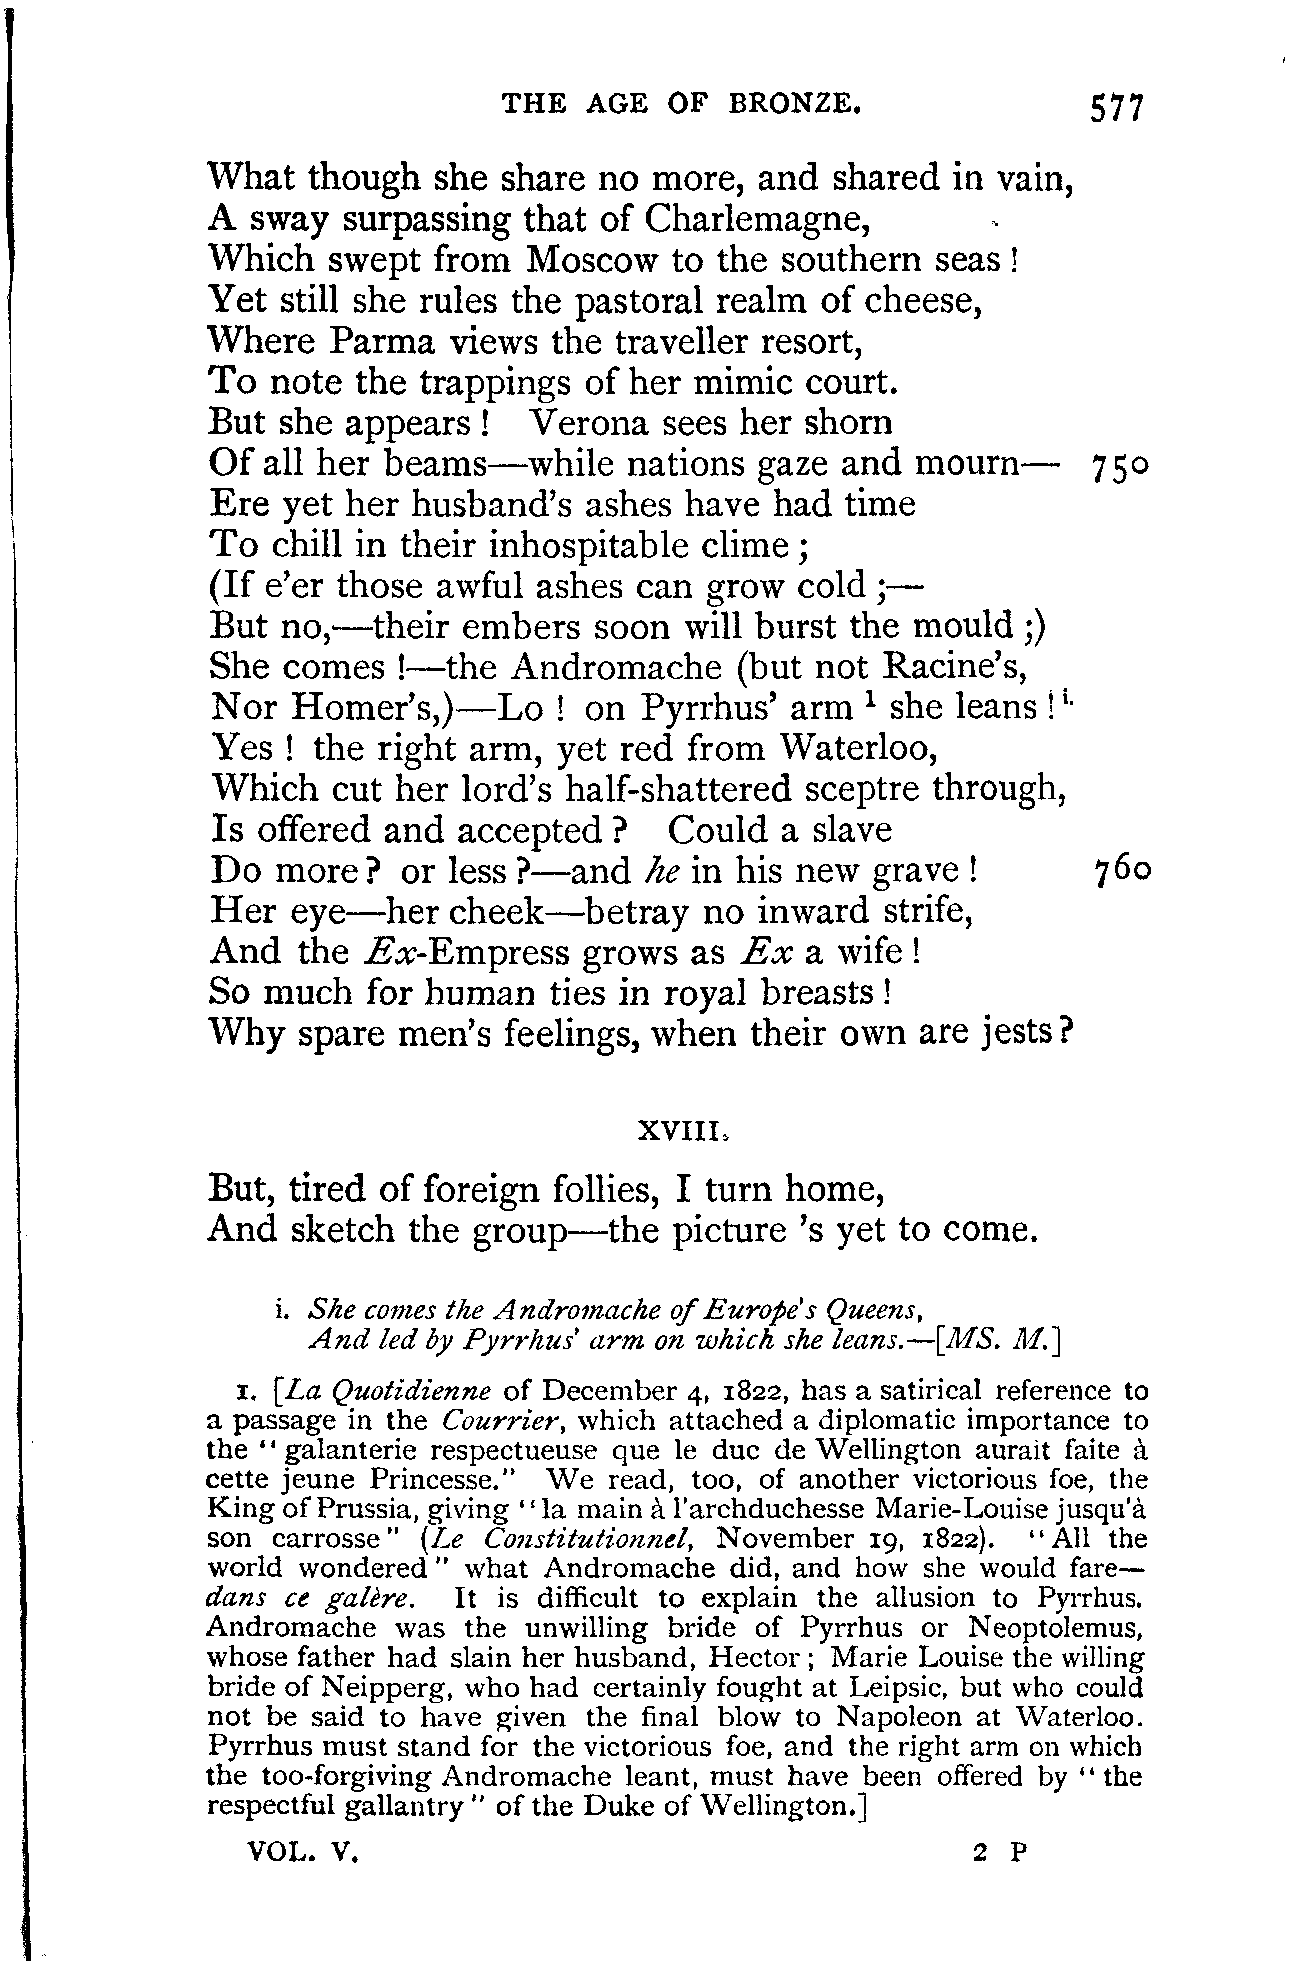 THE AGE OF BRONZE. 577
What though she share no more, and shared in vain,
A sway surpassing that of Charlemagne,
Which swept from Moscow to the southern seas !
Yet still she rules the pastoral realm of cheese,
Where Parma views the traveller resort,
To note the trappings of her mimic court.
But she appears ! Verona sees her shorn
Of all her beams—while nations gaze and mourn— 750
Ere yet her husband's ashes have had time
To chill in their inhospitable clime ;
(If e'er those awful ashes can grow cold ;—
But no,—their embers soon will burst the mould ;)
She comes !—the Andromache (but not Racine's,
Nor Homer's,)—Lo ! on Pyrrhus' arm ¹ she leans ! i.
Yes ! the right arm, yet red from Waterloo,
Which cut her lord's half-shattered sceptre through,
Is offered and accepted ? Could a slave
Do more ? or less ?—and he in his new grave ! 760
Her eye—her cheek—betray no inward strife,
And the Ex-Empress grows as Ex a wife !
So much for human ties in royal breasts !
Why spare men's feelings, when their own are jests ?
XVIII.
But, tired of foreign follies, I turn home,
And sketch the group—the picture 's yet to come.
i. She comes the Andromache of Europe's Queens,
And led by Pyrrhus' arm on which she leans.—[MS. M.]
1. [La Quotidienne of December 4, 1822, has a satirical reference to
a passage in the Courrier, which attached a diplomatic importance to
the " galanterie respectueuse que le duc de Wellington aurait faite à
cette jeune Princesse." We read, too, of another victorious foe, the
King of Prussia, giving "la main à l'archduchesse Marie-Louise jusqu'à
son carrosse" (Le Constitutionnel, November 19, 1822). "All the
world wondered" what Andromache did, and how she would fare—
dans ce galère. It is difficult to explain the allusion to Pyrrhus.
Andromache was the unwilling bride of Pyrrhus or Neoptolemus,
whose father had slain her husband, Hector ; Marie Louise the willing
bride of Neipperg, who had certainly fought at Leipsic, but who could
not be said to have given the final blow to Napoleon at Waterloo.
Pyrrhus must stand for the victorious foe, and the right arm on which
the too-forgiving Andromache leant, must have been offered by "the
respectful gallantry" of the Duke of Wellington.]
VOL. V. 2 P